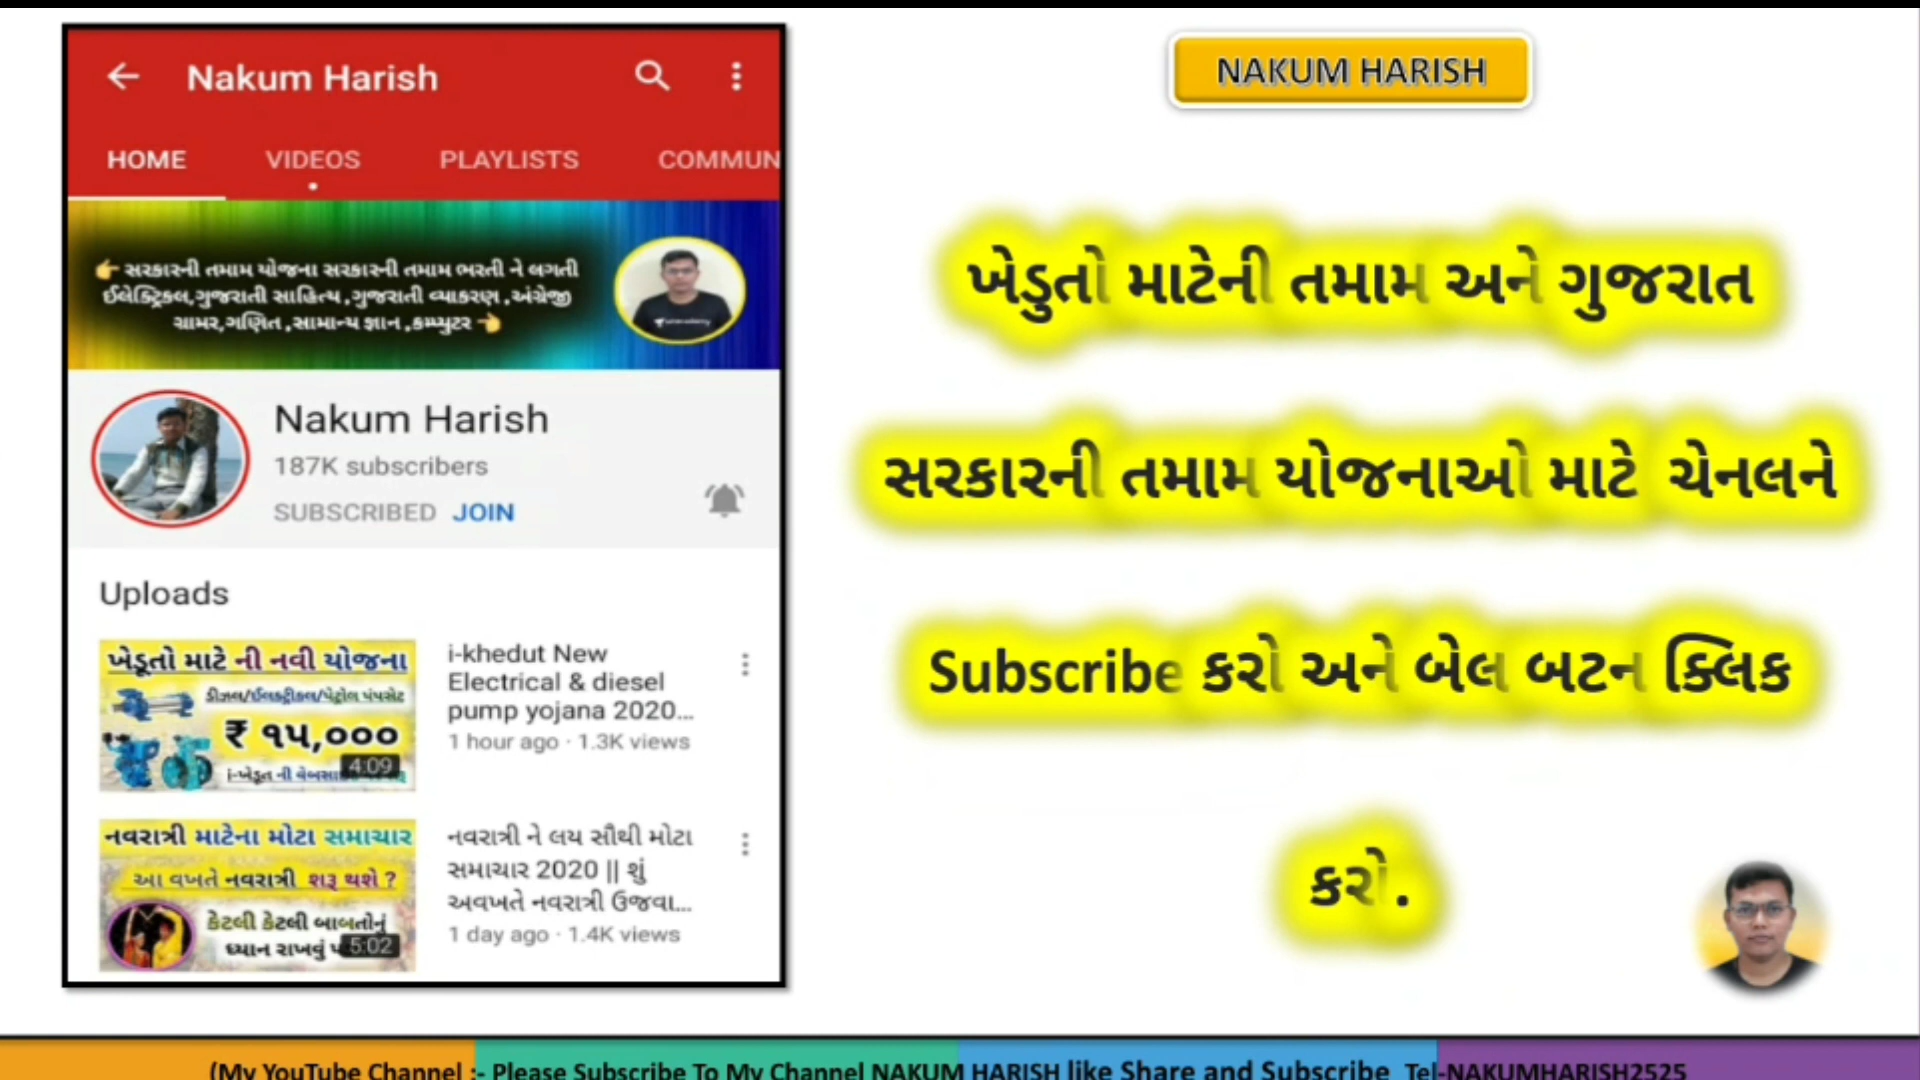 Nakum Harish
HOME VIDEOS PLAYLISTS COMMUN
👉 સરકારની તમામ યોજના સરકારની તમામ ભરતી ને લગતી
ઈલેક્ટ્રિકલ,ગુજરાતી સાહિત્ય ,ગુજરાતી વ્યાકરણ ,અંગ્રેજી
ગ્રામર,ગણિત ,સામાન્ય જ્ઞાન ,કમ્પ્યુટર 👈
Nakum Harish
187K subscribers
SUBSCRIBED JOIN
Uploads
ખેડૂતો માટે ની નવી યોજના
ડીઝલ/ઈલકટ્રીકલ/પેટ્રોલ પંપસેટ
₹ ૧૫,૦૦૦
i-ખેડૂત ની
4:09
i-khedut New
Electrical & diesel
pump yojana 2020...
1 hour ago · 1.3K views
નવરાત્રી માટેના મોટા સમાચાર
આ વખતે નવરાત્રી શરૂ થશે ?
કેટલી કેટલી બાબતોનું
ધ્યાન રાખવું
5:02
નવરાત્રી ને લય સૌથી મોટા
સમાચાર 2020 || શું
અવખતે નવરાત્રી ઉજવા...
1 day ago · 1.4K views
NAKUM HARISH
ખેડુતો માટેની તમામ અને ગુજરાત
સરકારની તમામ યોજનાઓ માટે ચેનલને
Subscribe કરો અને બેલ બટન ક્લિક
કરો.
(My YouTube Channel :- Please Subscribe To My Channel NAKUM HARISH like Share and Subscribe Tel-NAKUMHARISH2525